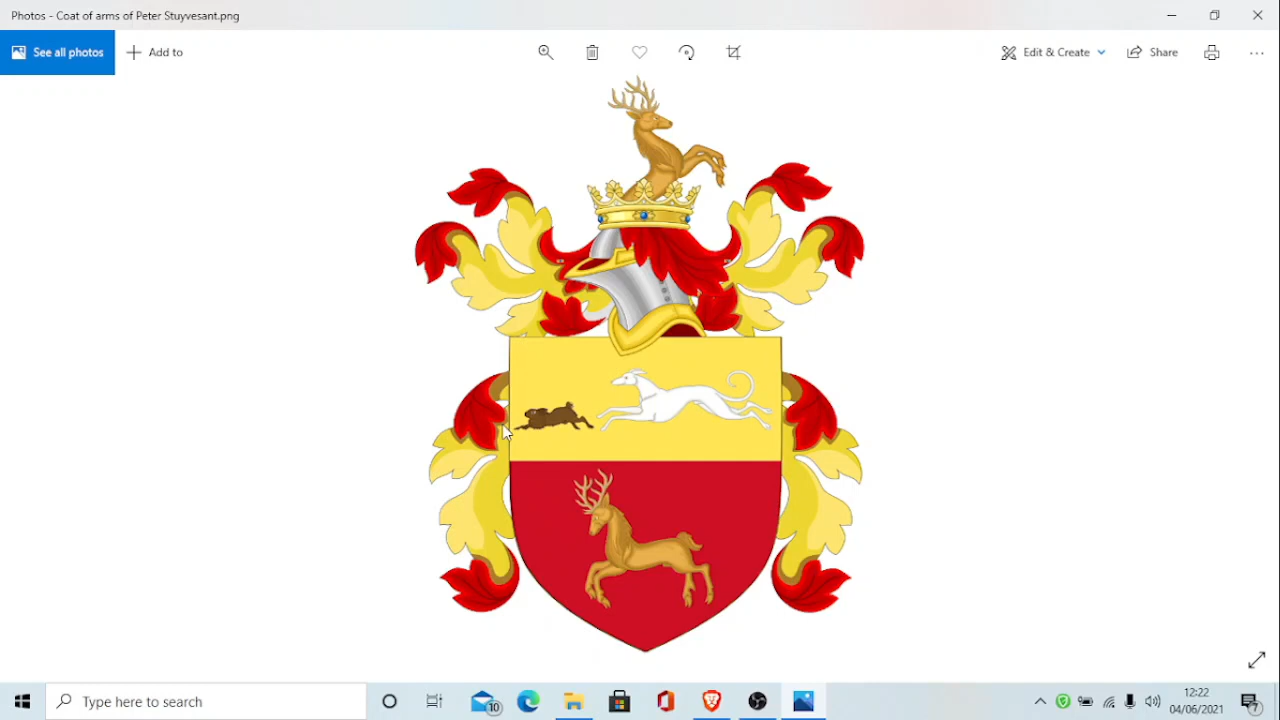 Photos - Coat of arms of Peter Stuyvesant.png
See all photos
Add to
Edit & Create
Share
Type here to search
10
12:22
04/06/2021
7